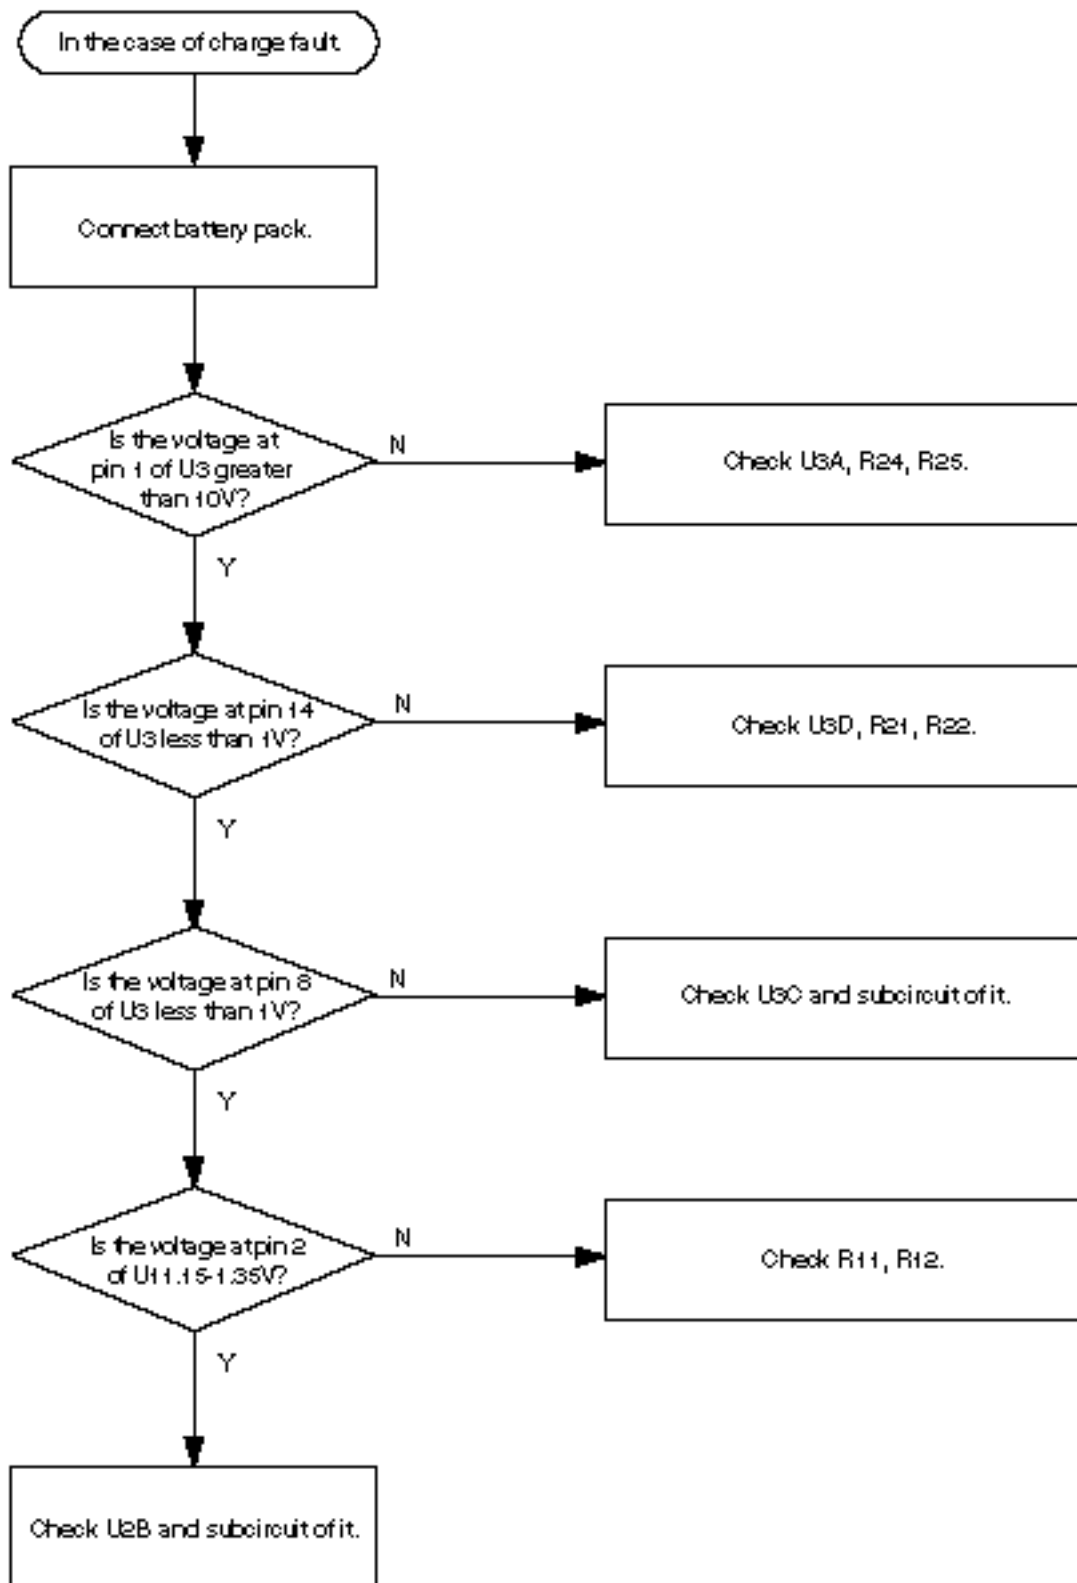 In the case of charge fault.
Connect battery pack.
Is the voltage at
pin 1 of U3 greater
than 10V?
N
Check U3A, R24, R25.
Y
Is the voltage at pin 14
of U3 less than 1V?
N
Check U3D, R21, R22.
Y
Is the voltage at pin 8
of U3 less than 1V?
N
Check U3C and subcircuit of it.
Y
Is the voltage at pin 2
of U11.15-1.35V?
N
Check R11, R12.
Y
Check U2B and subcircuit of it.